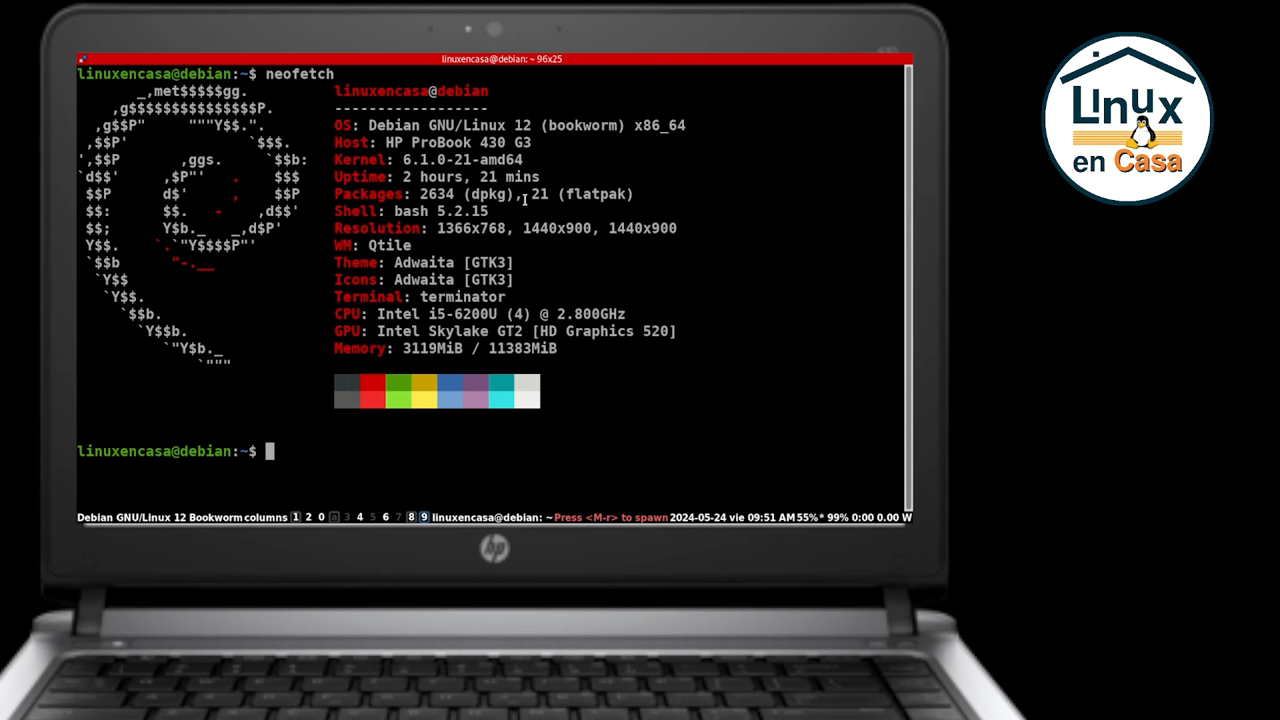 linuxencasa@debian: ~ 96x25
linuxencasa@debian:~$ neofetch
       _,met$$$$$gg.          linuxencasa@debian
    ,g$$$$$$$$$$$$$$$P.       ------------------
  ,g$$P"     """Y$$.".        OS: Debian GNU/Linux 12 (bookworm) x86_64
 ,$$P'              `$$$.     Host: HP ProBook 430 G3
',$$P       ,ggs.     `$$b:   Kernel: 6.1.0-21-amd64
`d$$'     ,$P"'   .    $$$    Uptime: 2 hours, 21 mins
 $$P      d$'     ,    $$P    Packages: 2634 (dpkg), 21 (flatpak)
 $$:      $$.   -    ,d$$'    Shell: bash 5.2.15
 $$;      Y$b._   _,d$P'      Resolution: 1366x768, 1440x900, 1440x900
 Y$$.    `.`"Y$$$$P"'         WM: Qtile
 `$$b      "-.__              Theme: Adwaita [GTK3]
  `Y$$                        Icons: Adwaita [GTK3]
   `Y$$.                      Terminal: terminator
     `$$b.                    CPU: Intel i5-6200U (4) @ 2.800GHz
       `Y$$b.                 GPU: Intel Skylake GT2 [HD Graphics 520]
          `"Y$b._             Memory: 3119MiB / 11383MiB
              `"""
linuxencasa@debian:~$
Debian GNU/Linux 12 Bookworm columns 1 2 0 a 3 4 5 6 7 8 9 linuxencasa@debian: ~ Press <M-r> to spawn 2024-05-24 vie 09:51 AM 55%* 99% 0:00 0.00 W
hp
Linux
en Casa